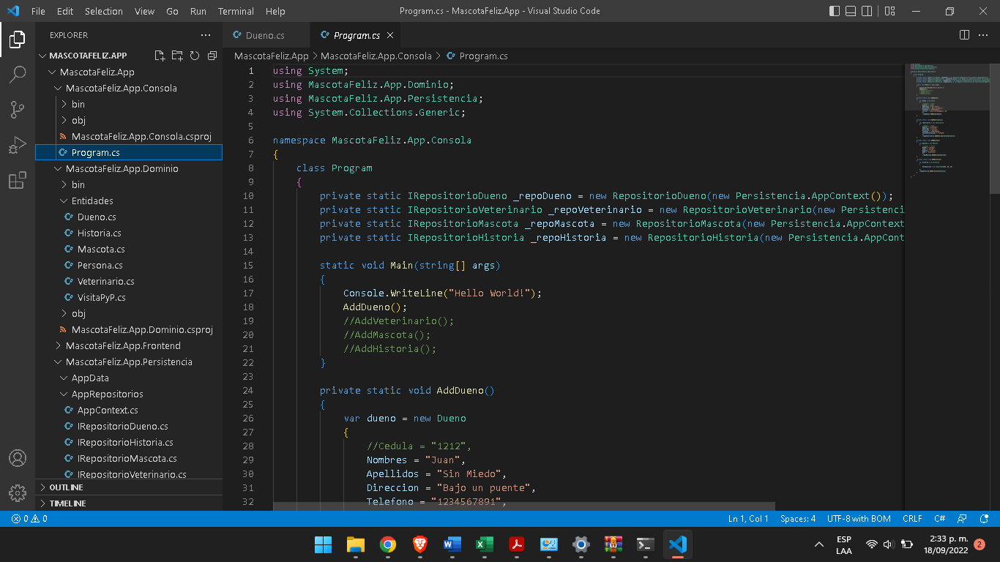 File Edit Selection View Go Run Terminal Help
Program.cs - MascotaFeliz.App - Visual Studio Code
EXPLORER
MASCOTAFELIZ.APP
MascotaFeliz.App
MascotaFeliz.App.Consola
bin
obj
MascotaFeliz.App.Consola.csproj
Program.cs
MascotaFeliz.App.Dominio
bin
Entidades
Dueno.cs
Historia.cs
Mascota.cs
Persona.cs
Veterinario.cs
VisitaPyP.cs
obj
MascotaFeliz.App.Dominio.csproj
MascotaFeliz.App.Frontend
MascotaFeliz.App.Persistencia
AppData
AppRepositorios
AppContext.cs
IRepositorioDueno.cs
IRepositorioHistoria.cs
IRepositorioMascota.cs
IRepositorioVeterinario.cs
OUTLINE
TIMELINE
Dueno.cs
Program.cs
MascotaFeliz.App > MascotaFeliz.App.Consola > Program.cs
1 using System;
2 using MascotaFeliz.App.Dominio;
3 using MascotaFeliz.App.Persistencia;
4 using System.Collections.Generic;
5
6 namespace MascotaFeliz.App.Consola
7 {
8 class Program
9 {
10 private static IRepositorioDueno _repoDueno = new RepositorioDueno(new Persistencia.AppContext());
11 private static IRepositorioVeterinario _repoVeterinario = new RepositorioVeterinario(new Persistenci
12 private static IRepositorioMascota _repoMascota = new RepositorioMascota(new Persistencia.AppContext
13 private static IRepositorioHistoria _repoHistoria = new RepositorioHistoria(new Persistencia.AppCont
14
15 static void Main(string[] args)
16 {
17 Console.WriteLine("Hello World!");
18 AddDueno();
19 //AddVeterinario();
20 //AddMascota();
21 //AddHistoria();
22 }
23
24 private static void AddDueno()
25 {
26 var dueno = new Dueno
27 {
28 //Cedula = "1212",
29 Nombres = "Juan",
30 Apellidos = "Sin Miedo",
31 Direccion = "Bajo un puente",
32 Telefono = "1234567891",
0 0
Ln 1, Col 1 Spaces: 4 UTF-8 with BOM CRLF C#
ESP
LAA
2:33 p. m.
18/09/2022
2